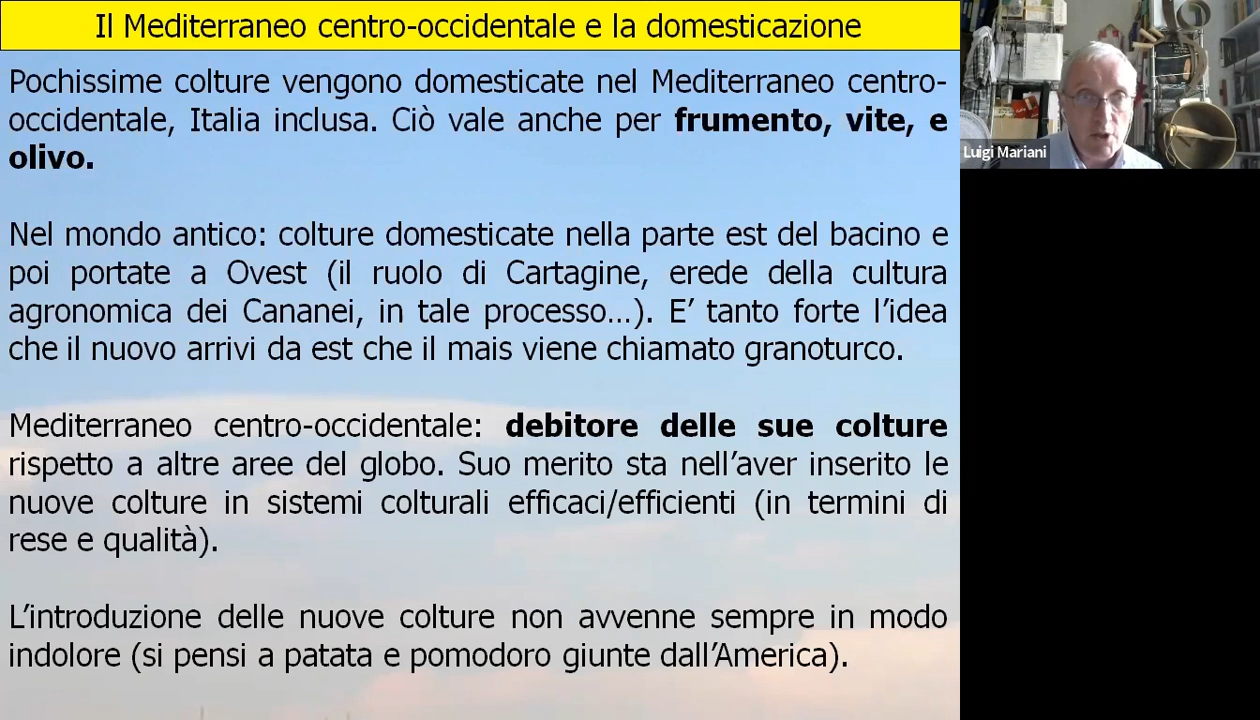 Il Mediterraneo centro-occidentale e la domesticazione
Pochissime colture vengono domesticate nel Mediterraneo centro-
occidentale, Italia inclusa. Ciò vale anche per frumento, vite, e
olivo.
Nel mondo antico: colture domesticate nella parte est del bacino e
poi portate a Ovest (il ruolo di Cartagine, erede della cultura
agronomica dei Cananei, in tale processo…). E’ tanto forte l’idea
che il nuovo arrivi da est che il mais viene chiamato granoturco.
Mediterraneo centro-occidentale: debitore delle sue colture
rispetto a altre aree del globo. Suo merito sta nell’aver inserito le
nuove colture in sistemi colturali efficaci/efficienti (in termini di
rese e qualità).
L’introduzione delle nuove colture non avvenne sempre in modo
indolore (si pensi a patata e pomodoro giunte dall’America).
Luigi Mariani